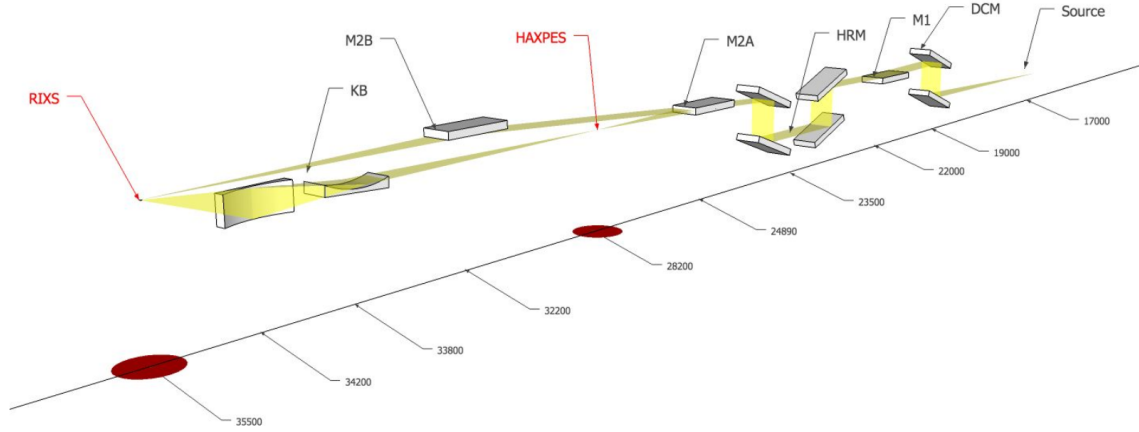 Source
DCM
M1
HRM
M2A
HAXPES
M2B
KB
RIXS
17000
19000
22000
23500
24890
28200
32200
33800
34200
35500